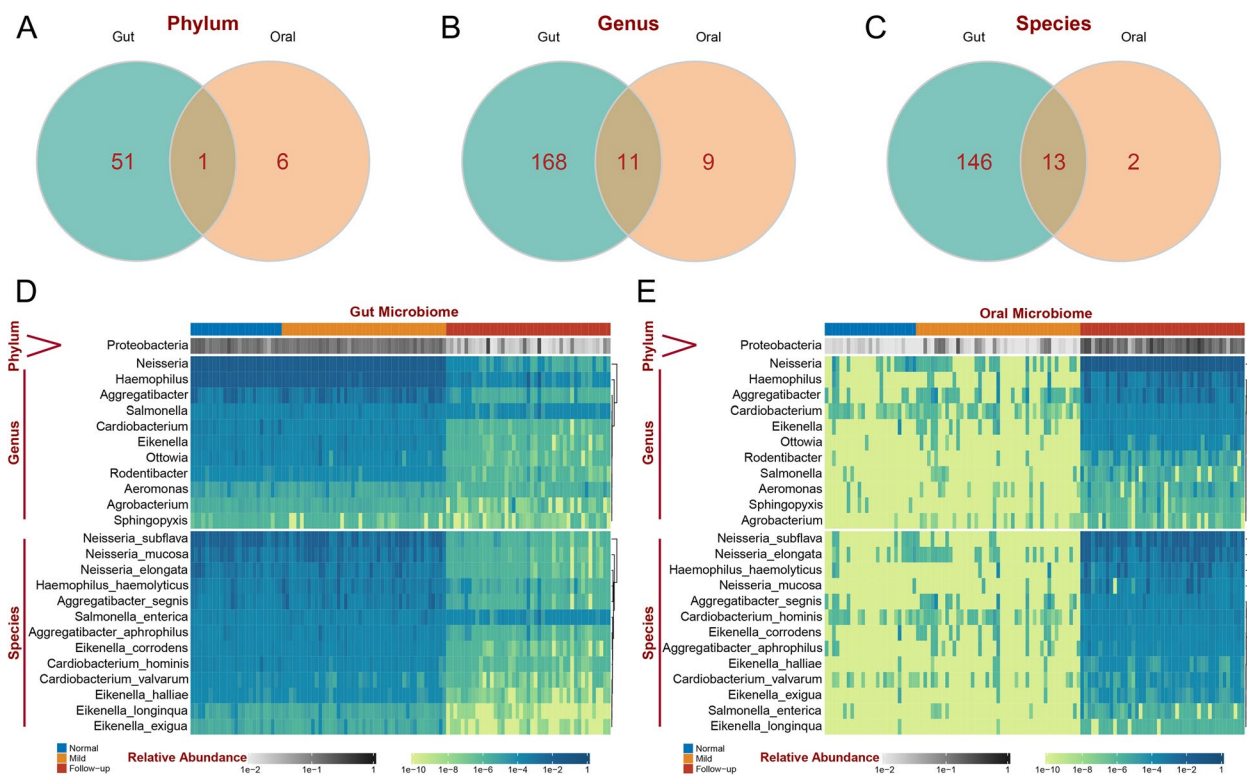 A Phylum
Gut Oral
51 1 6
B Genus
Gut Oral
168 11 9
C Species
Gut Oral
146 13 2
D
Gut Microbiome
Phylum
Proteobacteria
Genus
Neisseria
Haemophilus
Aggregatibacter
Salmonella
Cardiobacterium
Eikenella
Ottowia
Rodentibacter
Aeromonas
Agrobacterium
Sphingopyxis
Species
Neisseria_subflava
Neisseria_mucosa
Neisseria_elongata
Haemophilus_haemolyticus
Aggregatibacter_segnis
Salmonella_enterica
Aggregatibacter_aphrophilus
Eikenella_corrodens
Cardiobacterium_hominis
Cardiobacterium_valvarum
Eikenella_halliae
Eikenella_longinqua
Eikenella_exigua
Normal
Mild
Follow-up
Relative Abundance
1e-2 1e-1 1
1e-10 1e-8 1e-6 1e-4 1e-2 1
E
Oral Microbiome
Phylum
Proteobacteria
Genus
Neisseria
Haemophilus
Aggregatibacter
Cardiobacterium
Eikenella
Ottowia
Rodentibacter
Salmonella
Aeromonas
Sphingopyxis
Agrobacterium
Species
Neisseria_subflava
Neisseria_elongata
Haemophilus_haemolyticus
Neisseria_mucosa
Aggregatibacter_segnis
Cardiobacterium_hominis
Eikenella_corrodens
Aggregatibacter_aphrophilus
Eikenella_halliae
Cardiobacterium_valvarum
Eikenella_exigua
Salmonella_enterica
Eikenella_longinqua
Normal
Mild
Follow-up
Relative Abundance
1e-2 1e-1 1
1e-10 1e-8 1e-6 1e-4 1e-2 1